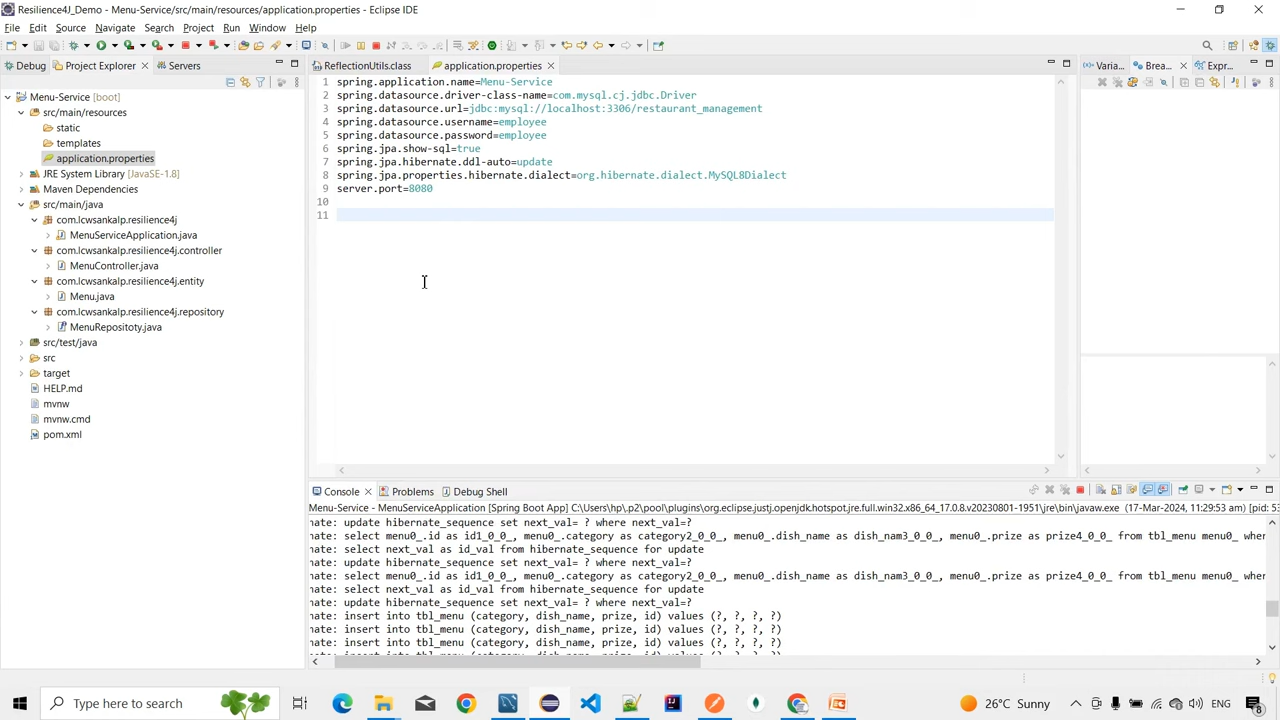 Resilience4J_Demo - Menu-Service/src/main/resources/application.properties - Eclipse IDE
File Edit Source Navigate Search Project Refactor Run Window Help
Debug Project Explorer Servers
ReflectionUtils.class application.properties
Varia... Brea... Expr...
Menu-Service [boot]
src/main/resources
static
templates
application.properties
JRE System Library [JavaSE-1.8]
Maven Dependencies
src/main/java
com.lcwsankalp.resilience4j
MenuServiceApplication.java
com.lcwsankalp.resilience4j.controller
MenuController.java
com.lcwsankalp.resilience4j.entity
Menu.java
com.lcwsankalp.resilience4j.repository
MenuRepositoty.java
src/test/java
src
target
HELP.md
mvnw
mvnw.cmd
pom.xml
1 spring.application.name=Menu-Service
2 spring.datasource.driver-class-name=com.mysql.cj.jdbc.Driver
3 spring.datasource.url=jdbc:mysql://localhost:3306/restaurant_management
4 spring.datasource.username=employee
5 spring.datasource.password=employee
6 spring.jpa.show-sql=true
7 spring.jpa.hibernate.ddl-auto=update
8 spring.jpa.properties.hibernate.dialect=org.hibernate.dialect.MySQL8Dialect
9 server.port=8080
10
11
Console Problems Debug Shell
Menu-Service - MenuServiceApplication [Spring Boot App] C:\Users\hp\.p2\pool\plugins\org.eclipse.justj.openjdk.hotspot.jre.full.win32.x86_64_17.0.8.v20230801-1951\jre\bin\javaw.exe (17-Mar-2024, 11:29:53 am) [pid: 53
nate: update hibernate_sequence set next_val= ? where next_val=?
nate: select menu0_.id as id1_0_0_, menu0_.category as category2_0_0_, menu0_.dish_name as dish_nam3_0_0_, menu0_.prize as prize4_0_0_ from tbl_menu menu0_ wher
nate: select next_val as id_val from hibernate_sequence for update
nate: update hibernate_sequence set next_val= ? where next_val=?
nate: select menu0_.id as id1_0_0_, menu0_.category as category2_0_0_, menu0_.dish_name as dish_nam3_0_0_, menu0_.prize as prize4_0_0_ from tbl_menu menu0_ wher
nate: select next_val as id_val from hibernate_sequence for update
nate: update hibernate_sequence set next_val= ? where next_val=?
nate: insert into tbl_menu (category, dish_name, prize, id) values (?, ?, ?, ?)
nate: insert into tbl_menu (category, dish_name, prize, id) values (?, ?, ?, ?)
nate: insert into tbl_menu (category, dish_name, prize, id) values (?, ?, ?, ?)
nate: insert into tbl_menu (category, dish_name, prize, id) values (?, ?, ?, ?)
Type here to search
26°C Sunny
ENG
8